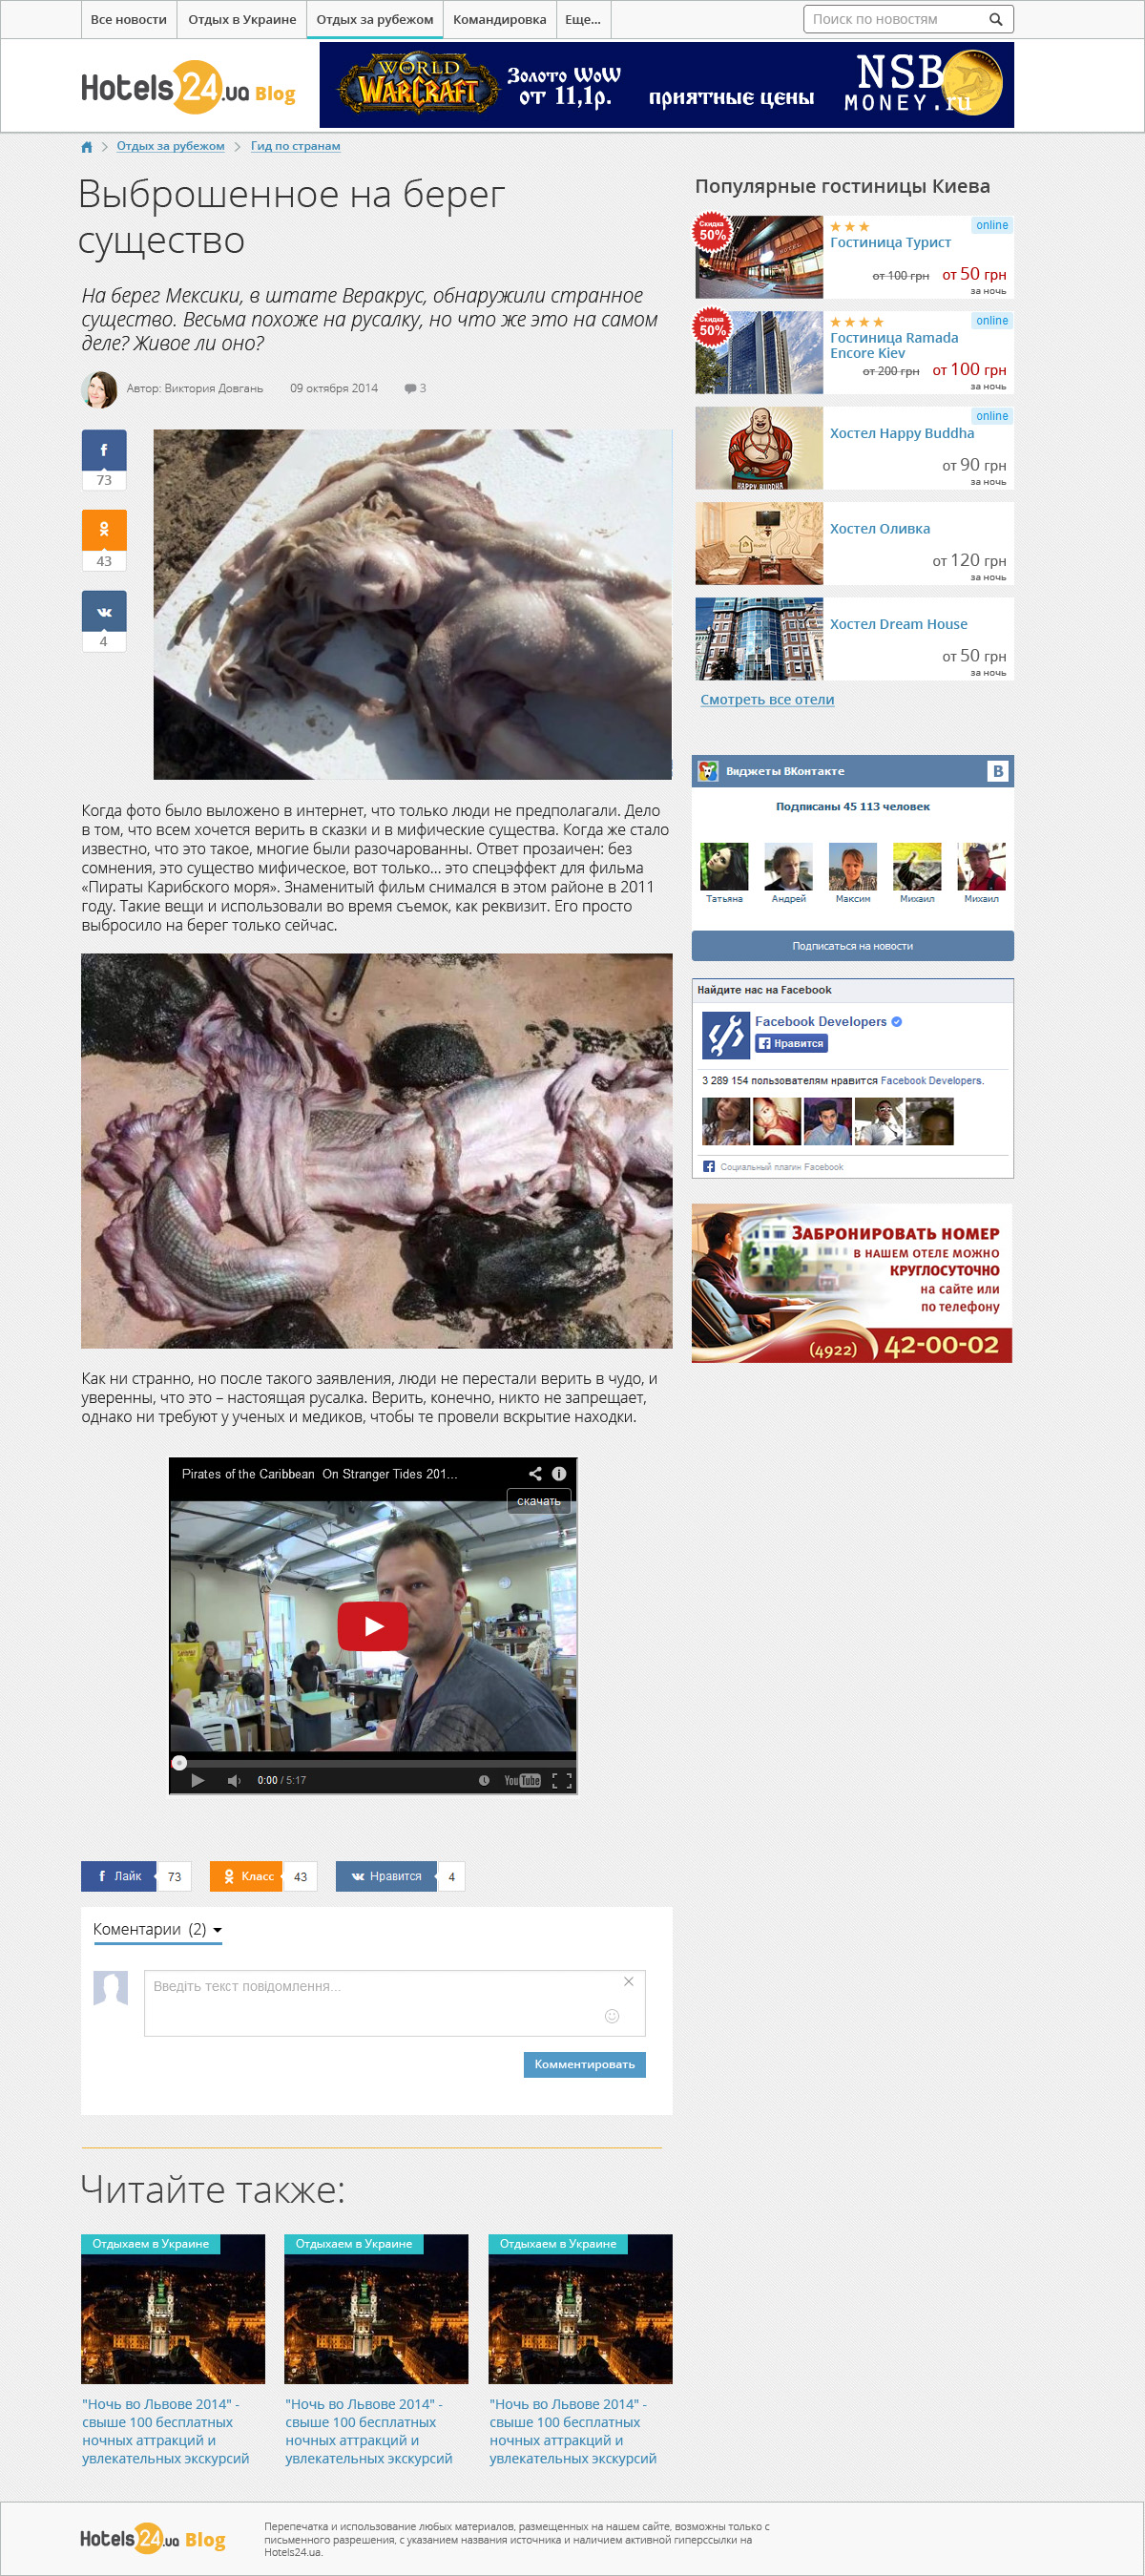 Все новости
Отдых в Украине
Отдых за рубежом
Командировка
Еще...
Поиск по новостям
Hotels24.ua Blog
WORLD WARCRAFT
Золото WoW
от 11,1р.
приятные цены
NSB
MONEY.ru
Отдых за рубежом
Гид по странам
Выброшенное на берег
существо
На берег Мексики, в штате Веракрус, обнаружили странное
существо. Весьма похоже на русалку, но что же это на самом
деле? Живое ли оно?
Автор: Виктория Довгань
09 октября 2014
3
73
43
4
Когда фото было выложено в интернет, что только люди не предполагали. Дело
в том, что всем хочется верить в сказки и в мифические существа. Когда же стало
известно, что это такое, многие были разочарованны. Ответ прозаичен: без
сомнения, это существо мифическое, вот только... это спецэффект для фильма
«Пираты Карибского моря». Знаменитый фильм снимался в этом районе в 2011
году. Такие вещи и использовали во время съемок, как реквизит. Его просто
выбросило на берег только сейчас.
Как ни странно, но после такого заявления, люди не перестали верить в чудо, и
уверенны, что это – настоящая русалка. Верить, конечно, никто не запрещает,
однако ни требуют у ученых и медиков, чтобы те провели вскрытие находки.
Pirates of the Caribbean On Stranger Tides 201...
скачать
0:00 / 5:17
YouTube
Лайк
73
Класс
43
Нравится
4
Коментарии (2)
Введіть текст повідомлення...
Комментировать
Популярные гостиницы Киева
Скидка
50%
online
Гостиница Турист
от 100 грн
от 50 грн
за ночь
Скидка
50%
online
Гостиница Ramada
Encore Kiev
от 200 грн
от 100 грн
за ночь
HAPPY BUDDHA
online
Хостел Happy Buddha
от 90 грн
за ночь
Хостел Оливка
от 120 грн
за ночь
Хостел Dream House
от 50 грн
за ночь
Смотреть все отели
Виджеты ВКонтакте
B
Подписаны 45 113 человек
Татьяна
Андрей
Максим
Михаил
Михаил
Подписаться на новости
Найдите нас на Facebook
Facebook Developers
Нравится
3 289 154 пользователям нравится Facebook Developers.
Социальный плагин Facebook
Забронировать номер
в нашем отеле можно
круглосуточно
на сайте или
по телефону
(4922) 42-00-02
Читайте также:
Отдыхаем в Украине
"Ночь во Львове 2014" -
свыше 100 бесплатных
ночных аттракций и
увлекательных экскурсий
Отдыхаем в Украине
"Ночь во Львове 2014" -
свыше 100 бесплатных
ночных аттракций и
увлекательных экскурсий
Отдыхаем в Украине
"Ночь во Львове 2014" -
свыше 100 бесплатных
ночных аттракций и
увлекательных экскурсий
Hotels24.ua Blog
Перепечатка и использование любых материалов, размещенных на нашем сайте, возможны только с
письменного разрешения, с указанием названия источника и наличием активной гиперссылки на
Hotels24.ua.